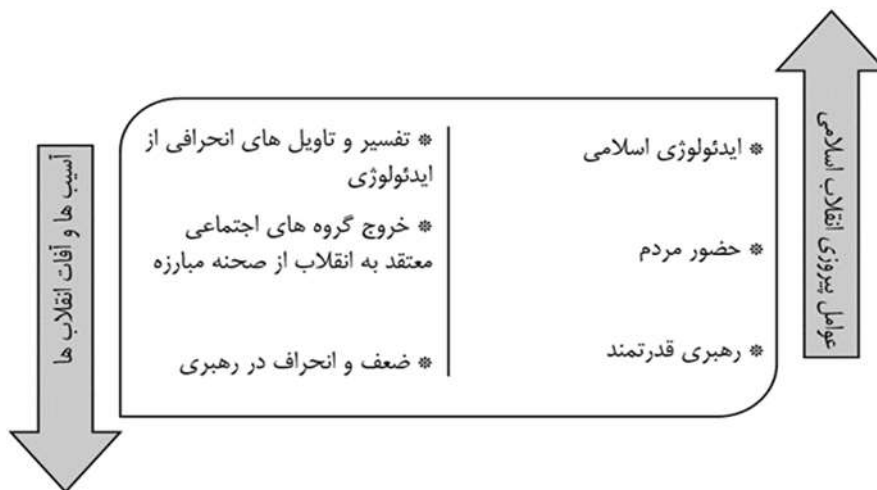 عوامل پیروزی انقلاب اسلامی
❊ ایدئولوژی اسلامی
❊ حضور مردم
❊ رهبری قدرتمند
❊ تفسیر و تاویل های انحرافی از
ایدئولوژی
❊ خروج گروه های اجتماعی
معتقد به انقلاب از صحنه مبارزه
❊ ضعف و انحراف در رهبری
آسیب ها و آفات انقلاب ها